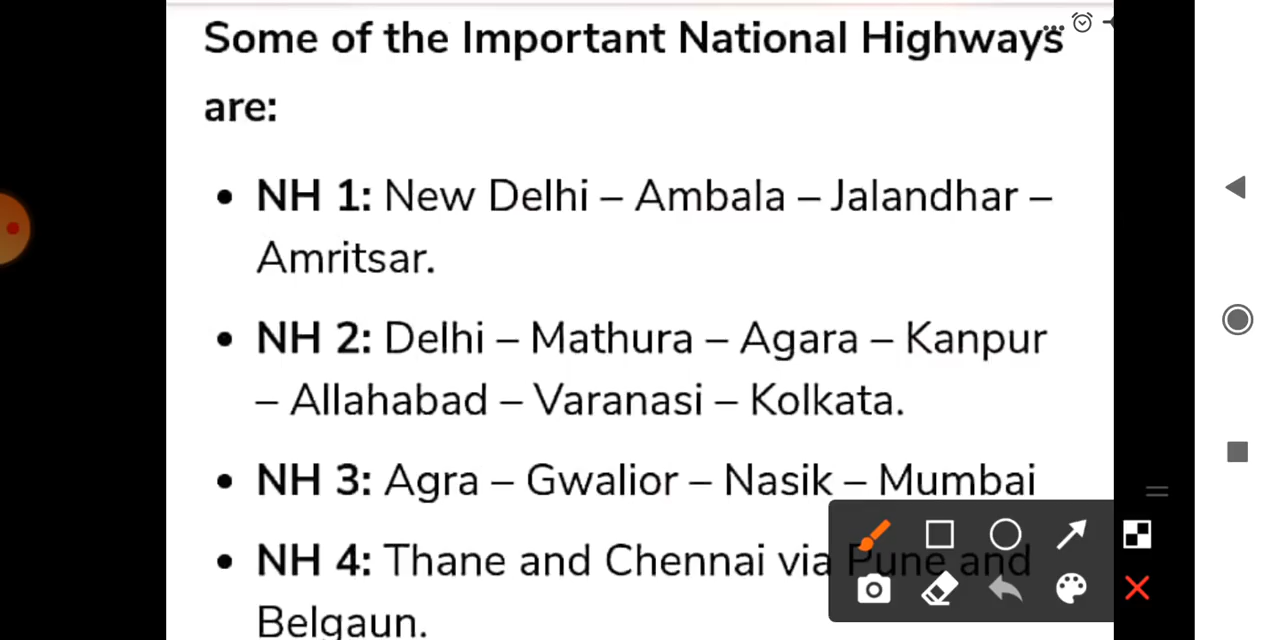 Some of the Important National Highways
are:
• NH 1: New Delhi – Ambala – Jalandhar –
Amritsar.
• NH 2: Delhi – Mathura – Agara – Kanpur
– Allahabad – Varanasi – Kolkata.
• NH 3: Agra – Gwalior – Nasik – Mumbai
• NH 4: Thane and Chennai via Pune and
Belgaun.